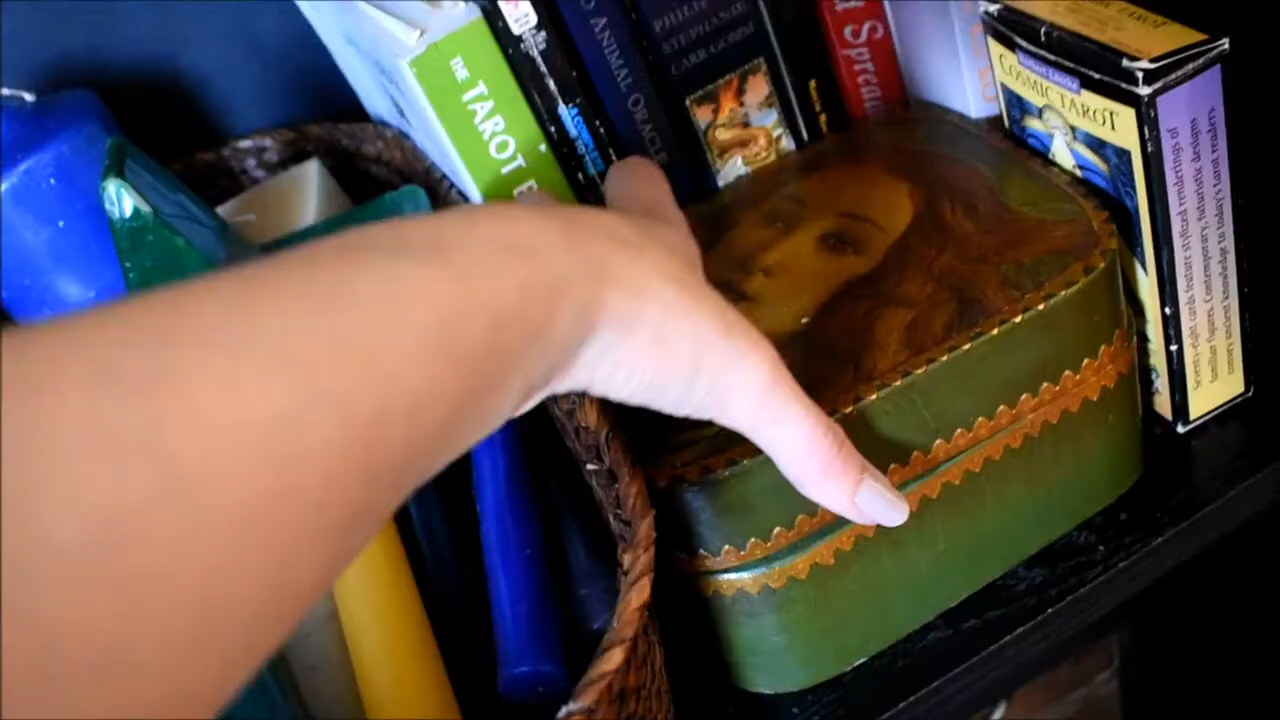 THE TAROT
ANIMAL ORACLE
PHILIP
STEPHANIE
CARR-GOMM
Spread
COSMIC TAROT
Seventy-eight cards feature stylized renderings of
familiar figures. Contemporary, futuristic designs
convey ancient knowledge to today's tarot readers.